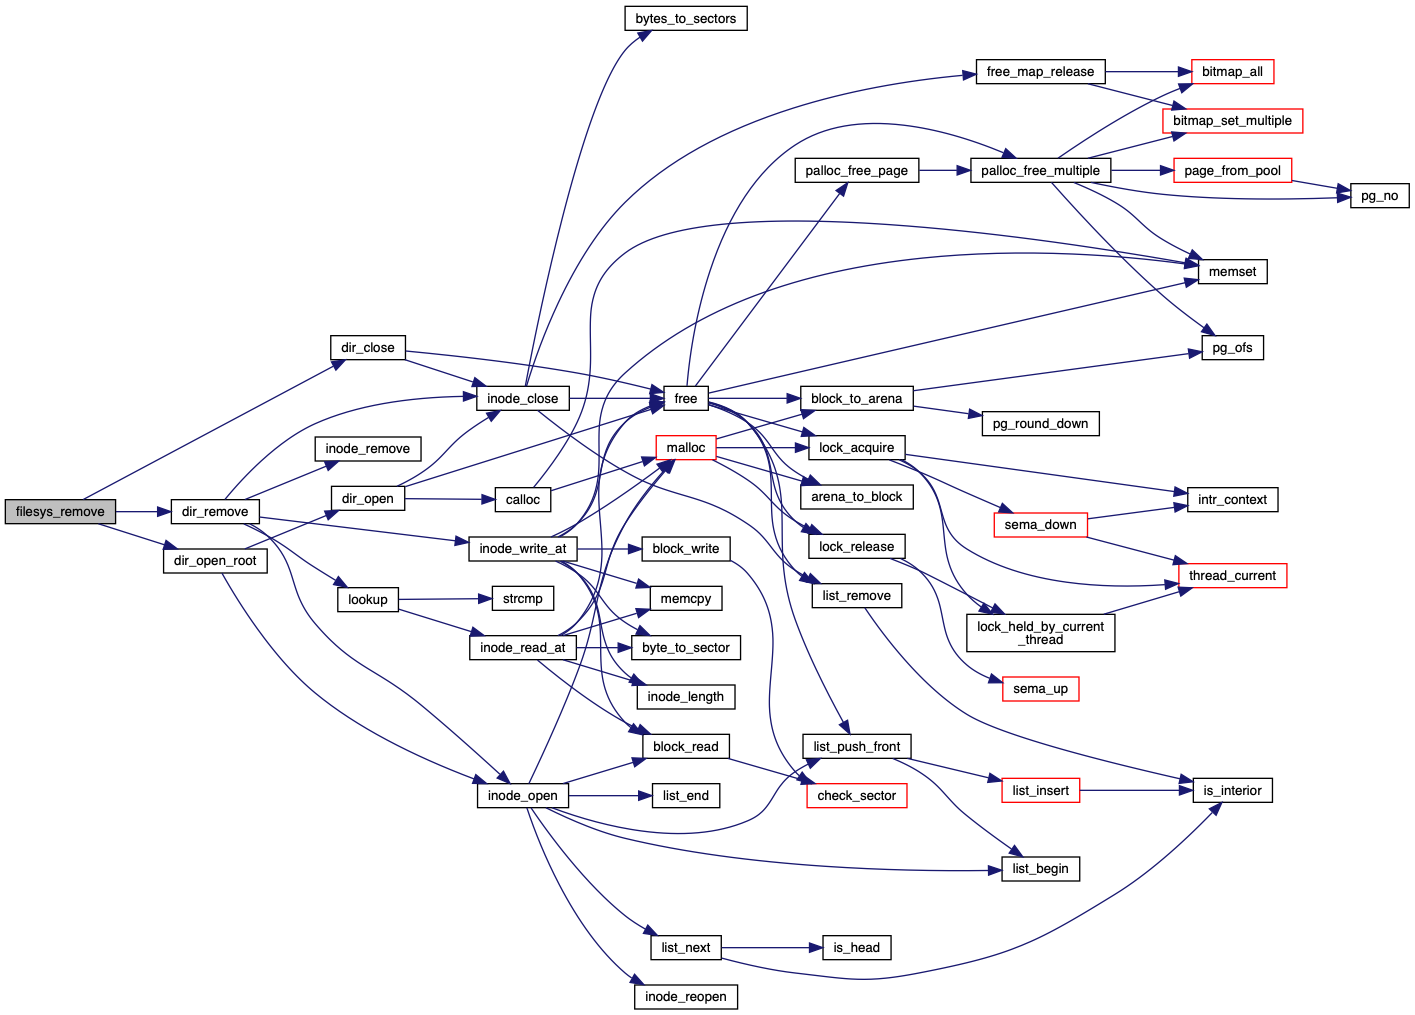 bytes_to_sectors
free_map_release
bitmap_all
bitmap_set_multiple
palloc_free_page
palloc_free_multiple
page_from_pool
pg_no
memset
dir_close
pg_ofs
inode_close
free
block_to_arena
pg_round_down
inode_remove
malloc
lock_acquire
filesys_remove
dir_remove
dir_open
calloc
arena_to_block
intr_context
sema_down
dir_open_root
inode_write_at
block_write
lock_release
thread_current
lookup
strcmp
memcpy
list_remove
lock_held_by_current
_thread
inode_read_at
byte_to_sector
inode_length
sema_up
block_read
list_push_front
inode_open
list_end
check_sector
list_insert
is_interior
list_begin
list_next
is_head
inode_reopen